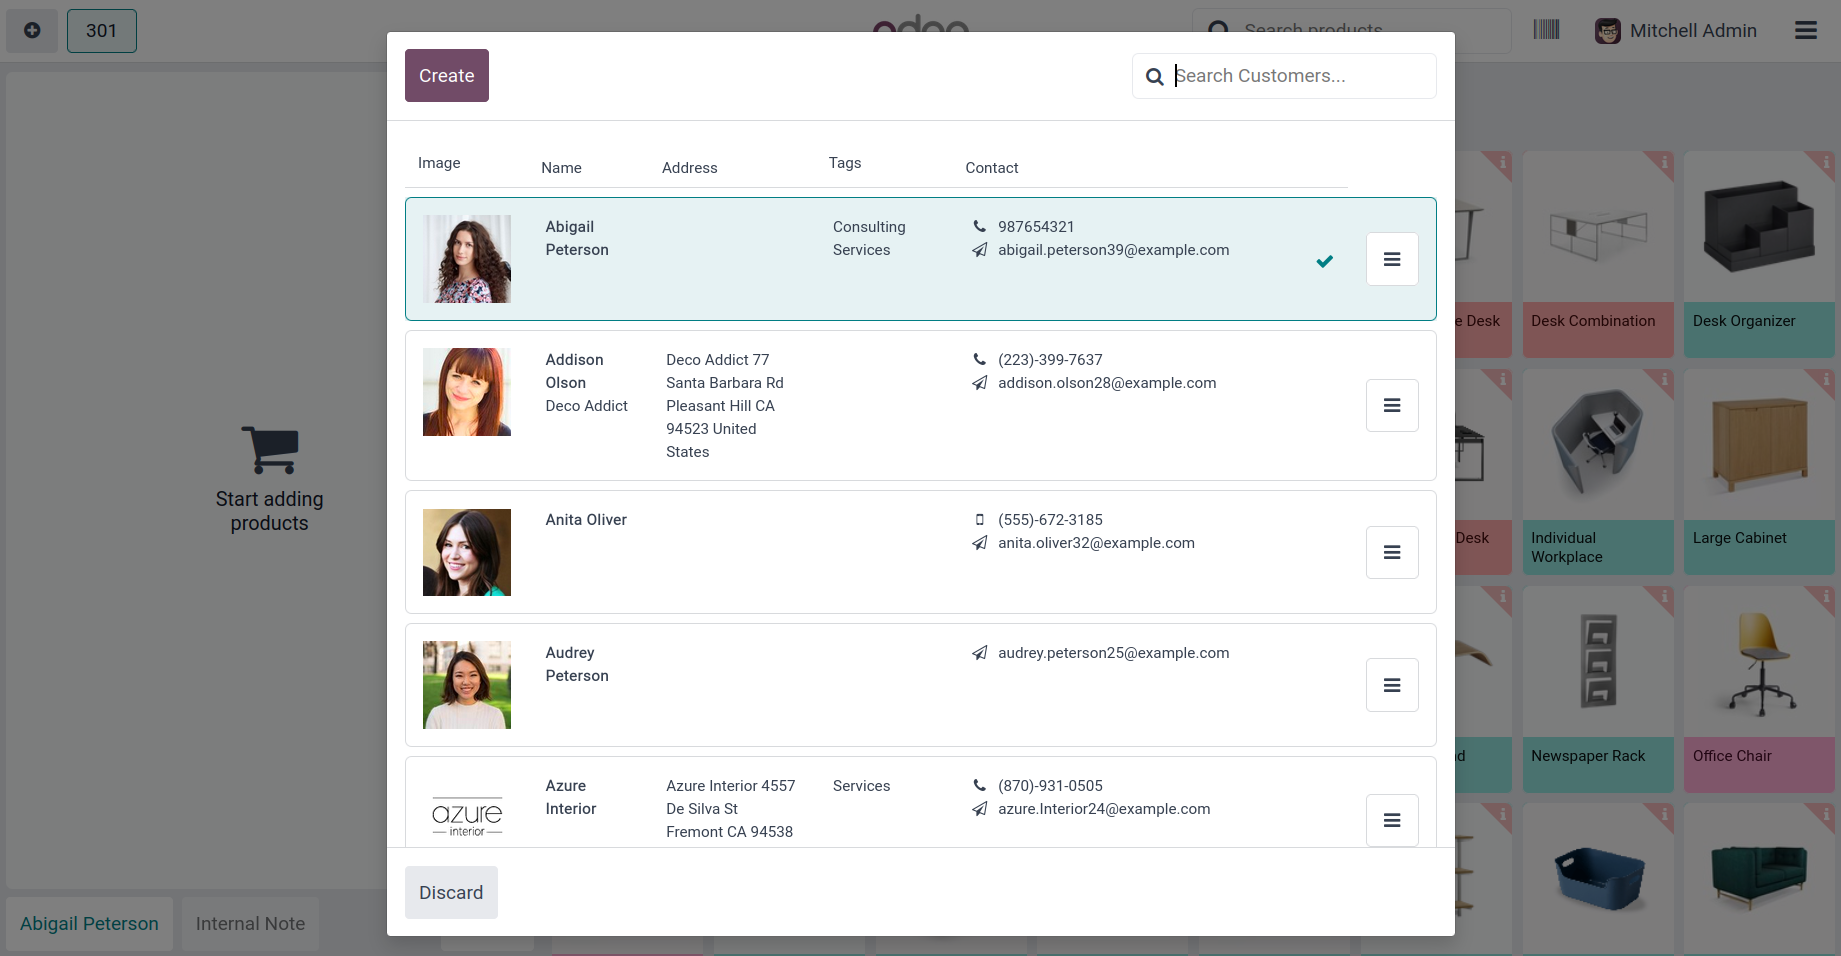 301
odoo
Search products...
Mitchell Admin
Create
Search Customers...
Image
Name
Address
Tags
Contact
Abigail
Peterson
Consulting
Services
987654321
abigail.peterson39@example.com
Addison
Olson
Deco Addict
Deco Addict 77
Santa Barbara Rd
Pleasant Hill CA
94523 United
States
(223)-399-7637
addison.olson28@example.com
Anita Oliver
(555)-672-3185
anita.oliver32@example.com
Audrey
Peterson
audrey.peterson25@example.com
azure
interior
Azure
Interior
Azure Interior 4557
De Silva St
Fremont CA 94538
Services
(870)-931-0505
azure.Interior24@example.com
Discard
Start adding
products
Abigail Peterson
Internal Note
Desk
Desk Combination
Desk Organizer
Desk
Individual
Workplace
Large Cabinet
Newspaper Rack
Office Chair